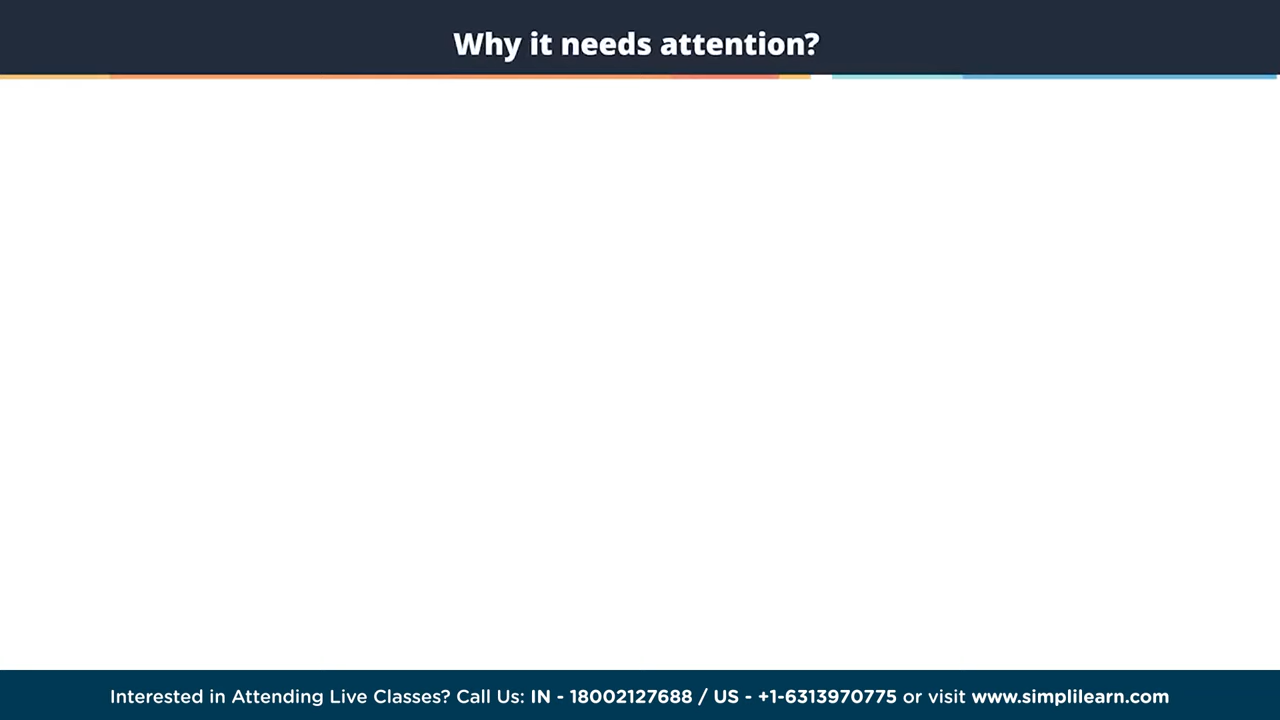 Why it needs attention?
Interested in Attending Live Classes? Call Us: IN - 18002127688 / US - +1-6313970775 or visit www.simplilearn.com